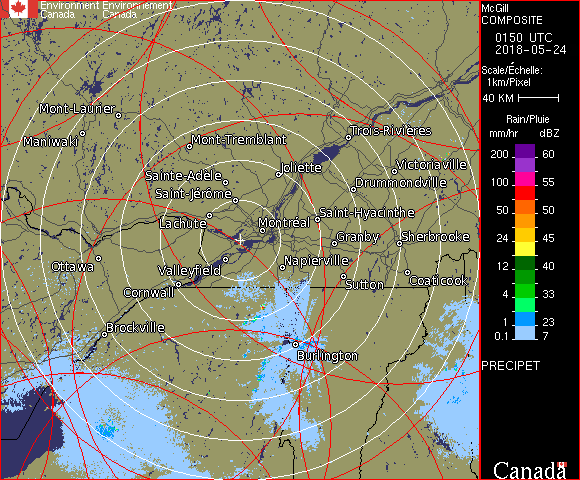 Environment Environnement
Canada Canada
McGill
COMPOSITE
0150 UTC
2018-05-24
Scale/Échelle:
1km/Pixel
40 KM
Rain/Pluie
mm/hr dBZ
200 60
100 55
50 50
24 45
12 40
4 33
1 23
0.1 7
PRECIPET
Canada
Mont-Laurier
Maniwaki
Mont-Tremblant
Trois-Rivières
Joliette
Victoriaville
Sainte-Adèle
Drummondville
Saint-Jérôme
Lachute
Saint-Hyacinthe
Montréal
Granby
Sherbrooke
Ottawa
Valleyfield
Napierville
Cornwall
Sutton
Coaticook
Brockville
Burlington